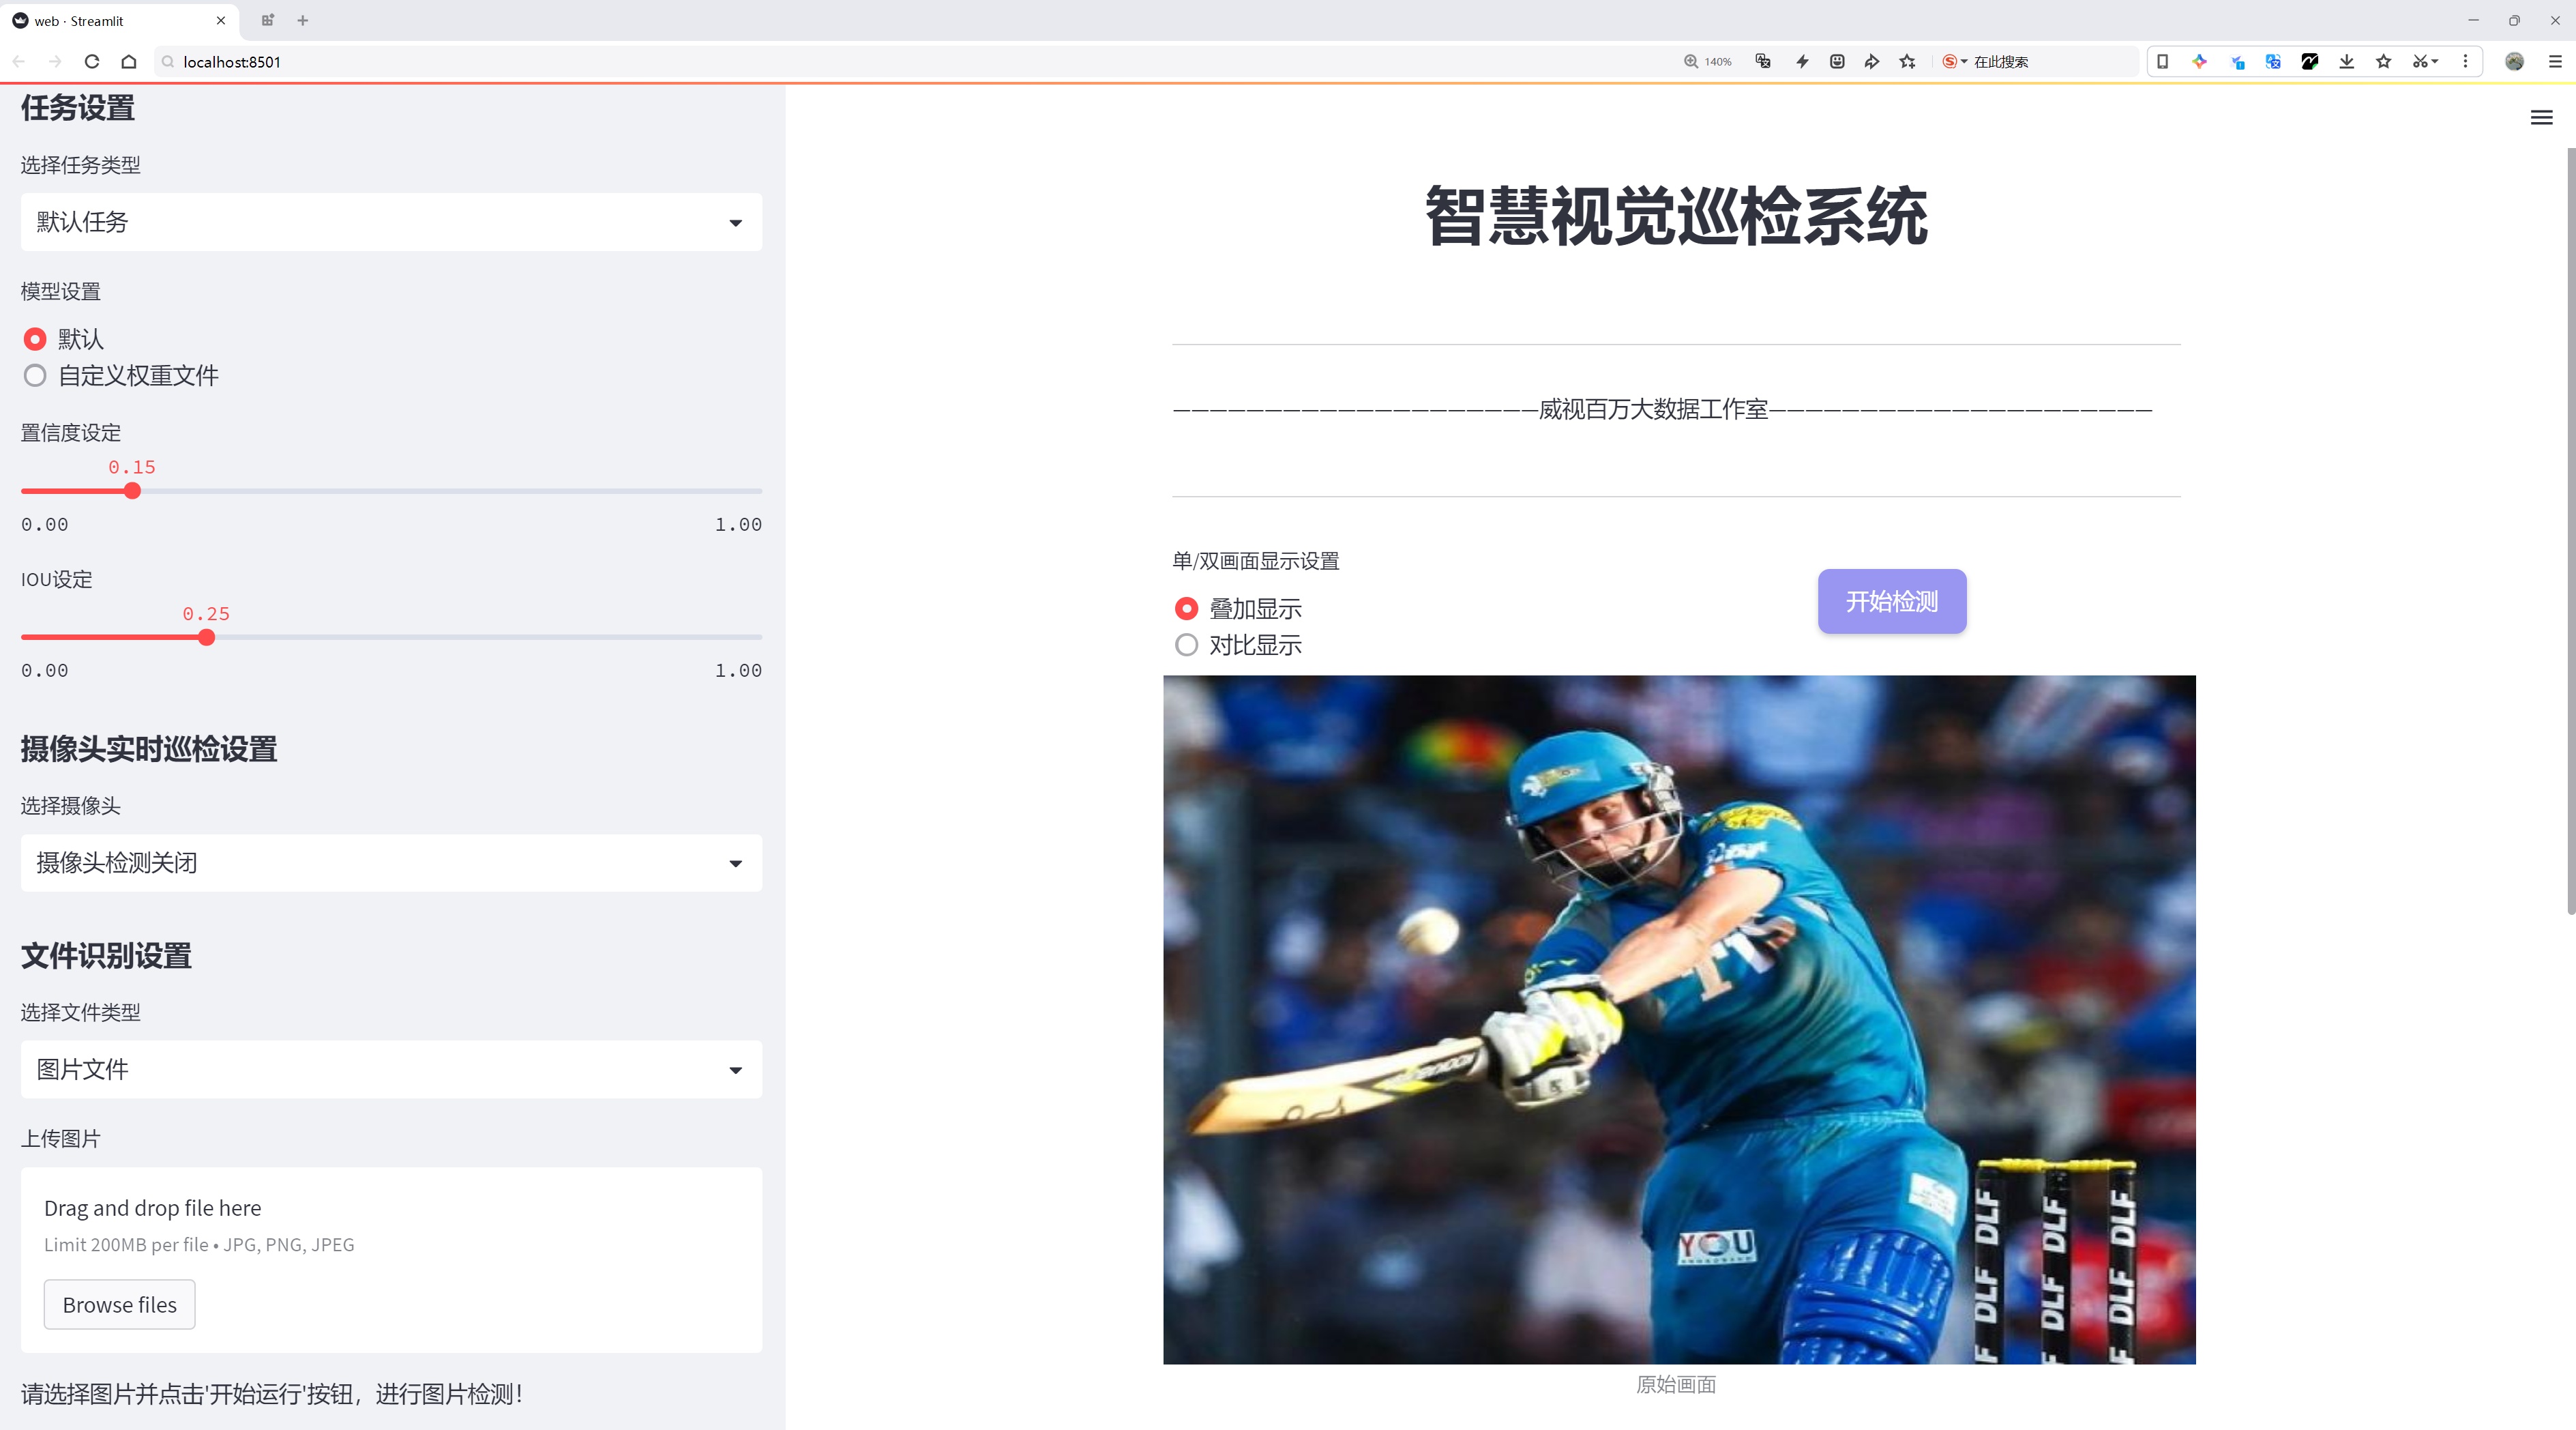 web · Streamlit
localhost:8501
140%
在此搜索
任务设置
选择任务类型
默认任务
模型设置
默认
自定义权重文件
置信度设定
0.15
0.00
1.00
IOU设定
0.25
0.00
1.00
摄像头实时巡检设置
选择摄像头
摄像头检测关闭
文件识别设置
选择文件类型
图片文件
上传图片
Drag and drop file here
Limit 200MB per file • JPG, PNG, JPEG
Browse files
请选择图片并点击'开始运行'按钮，进行图片检测！
智慧视觉巡检系统
—————————————————————威视百万大数据工作室—————————————————————
单/双画面显示设置
叠加显示
对比显示
开始检测
YOU
DLF
DLF
DLF
DLF
DLF
DLF
原始画面